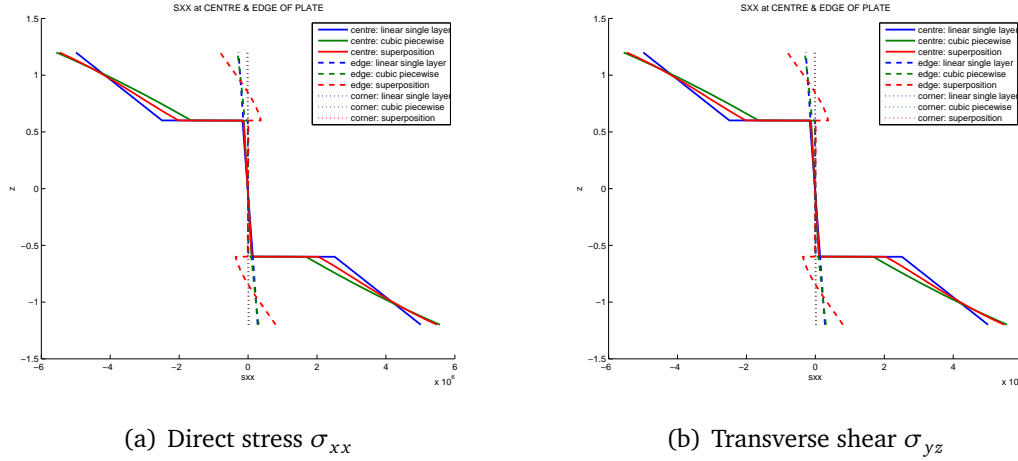 SXX at CENTRE & EDGE OF PLATE
centre: linear single layer
centre: cubic piecewise
centre: superposition
edge: linear single layer
edge: cubic piecewise
edge: superposition
corner: linear single layer
corner: cubic piecewise
corner: superposition
1.5
1
0.5
0
−0.5
−1
−1.5
z
−6
−4
−2
0
2
4
6
sxx
x 10^6
(a) Direct stress σxx
SXX at CENTRE & EDGE OF PLATE
centre: linear single layer
centre: cubic piecewise
centre: superposition
edge: linear single layer
edge: cubic piecewise
edge: superposition
corner: linear single layer
corner: cubic piecewise
corner: superposition
1.5
1
0.5
0
−0.5
−1
−1.5
z
−6
−4
−2
0
2
4
sxx
x 10
(b) Transverse shear σyz